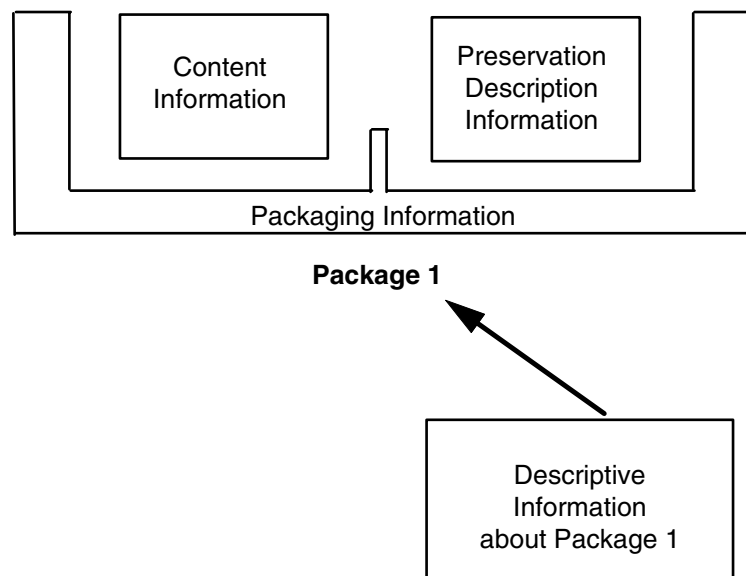 Content
Information
Preservation
Description
Information
Packaging Information
Package 1
Descriptive
Information
about Package 1